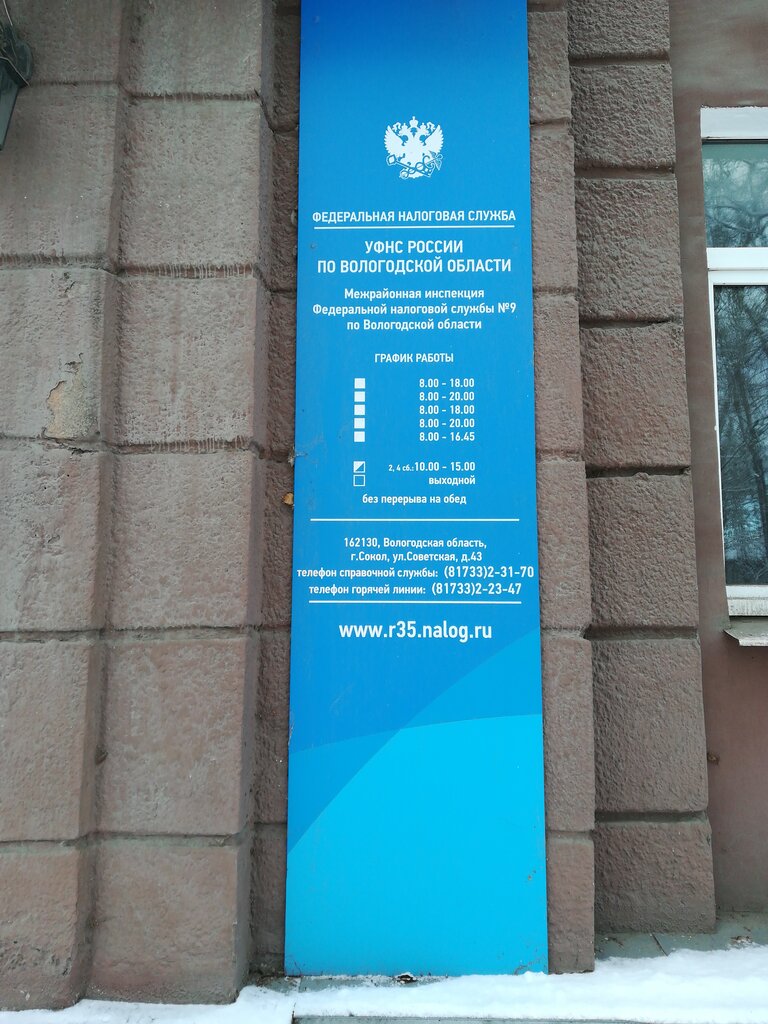 ФЕДЕРАЛЬНАЯ НАЛОГОВАЯ СЛУЖБА
УФНС РОССИИ
ПО ВОЛОГОДСКОЙ ОБЛАСТИ
Межрайонная инспекция
Федеральной налоговой службы №9
по Вологодской области
ГРАФИК РАБОТЫ
8.00 - 18.00
8.00 - 20.00
8.00 - 18.00
8.00 - 20.00
8.00 - 16.45
2, 4 сб.: 10.00 - 15.00
выходной
без перерыва на обед
162130, Вологодская область,
г.Сокол, ул.Советская, д.43
телефон справочной службы: (81733)2-31-70
телефон горячей линии: (81733)2-23-47
www.r35.nalog.ru